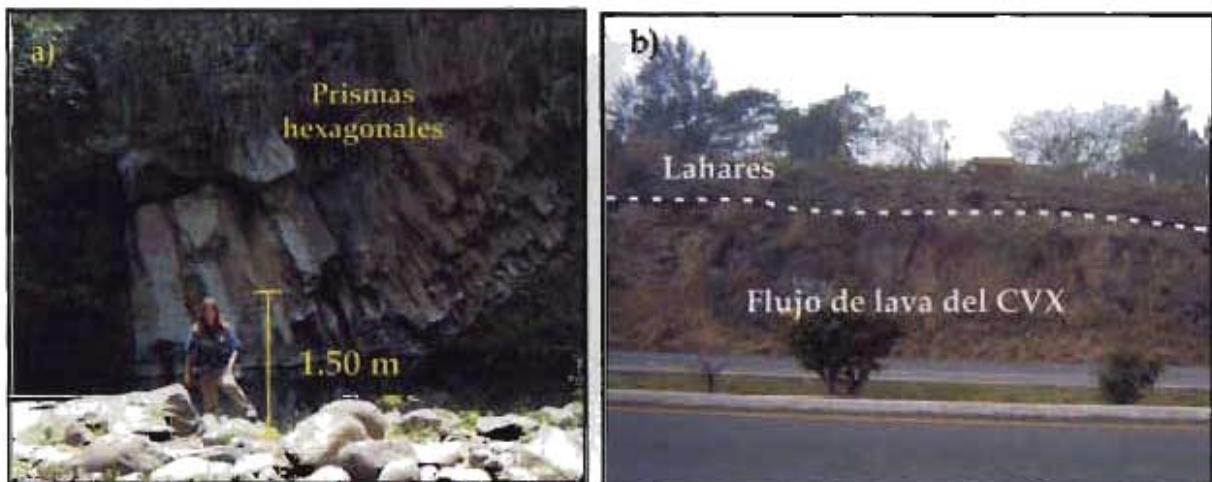 a)
Prismas
hexagonales
1.50 m
b)
Lahares
Flujo de lava del CVX